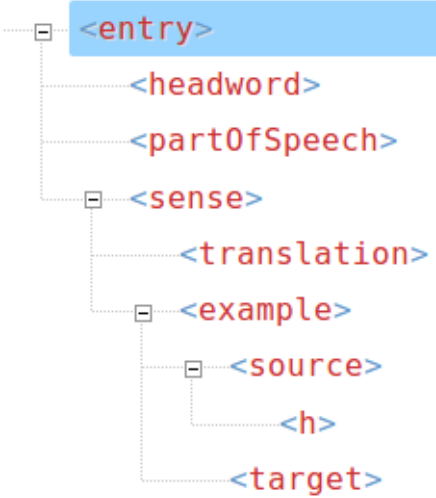 <entry>
<headword>
<partOfSpeech>
<sense>
<translation>
<example>
<source>
<h>
<target>